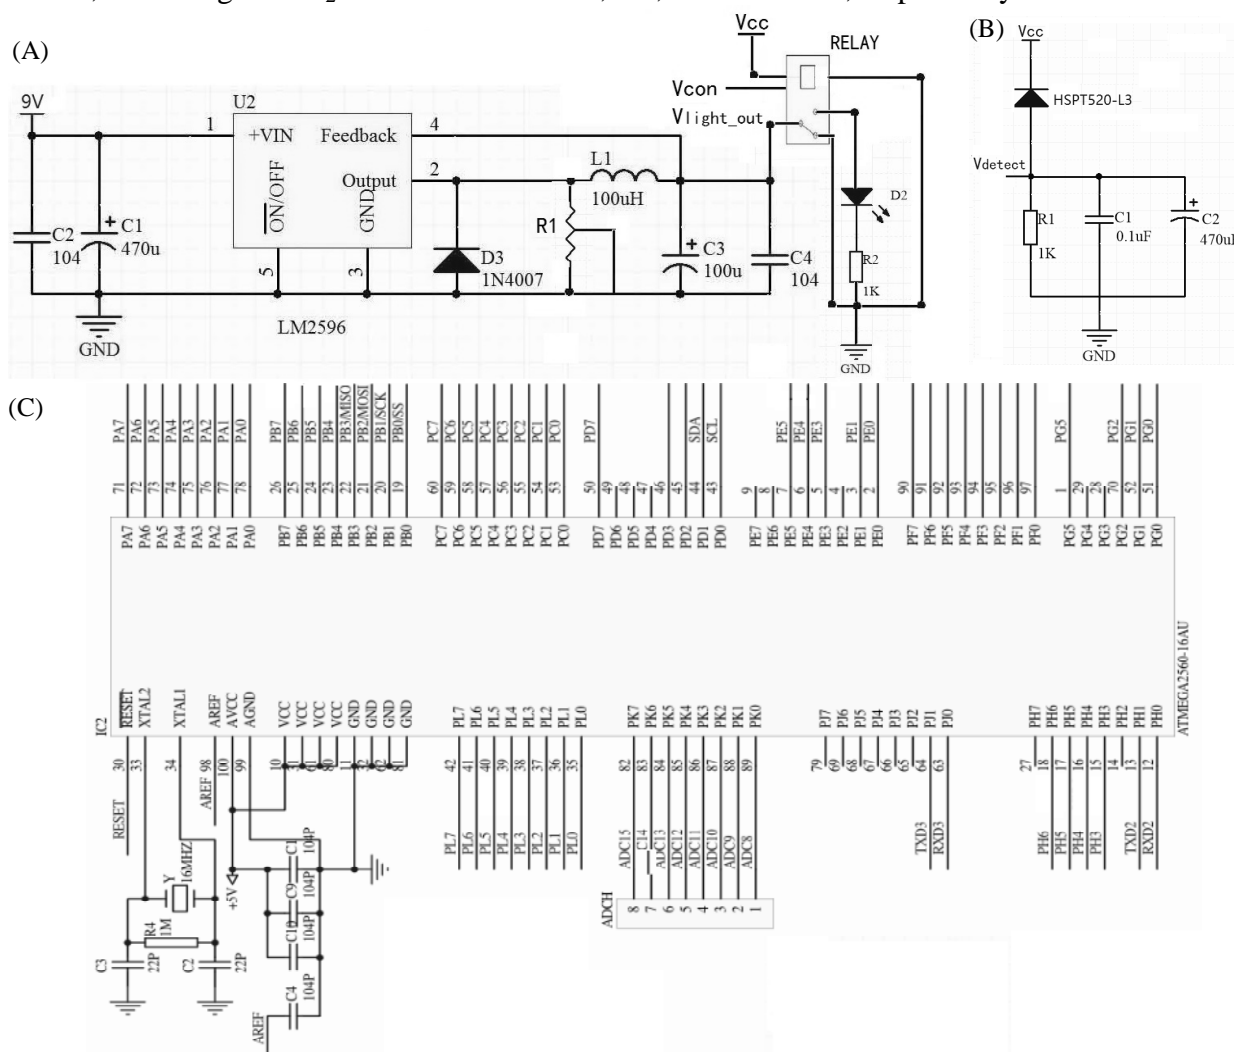 (A)
(B)
Vcc
RELAY
Vcon
Vlight_out
9V
U2
1
+VIN
Feedback
4
Output
2
ON/OFF
GND
5
3
LM2596
C2
104
C1
470u
GND
L1
100uH
R1
D3
1N4007
C3
100u
C4
104
D2
R2
1K
GND
Vcc
HSPT520-L3
Vdetect
R1
1K
C1
0.1uF
C2
GND
(C)
PA7 PA6 PA5 PA4 PA3 PA2 PA1 PA0
PB7 PB6 PB5 PB4 PB3/MISO PB2/MOSI PB1/SCK PB0/SS
PC7 PC6 PC5 PC4 PC3 PC2 PC1 PC0
PD7 SDA SCL
PE5 PE4 PE3 PE1 PE0
PG5 PG2 PG1 PG0
71 72 73 74 75 76 77 78
26 25 24 23 22 21 20 19
60 59 58 57 56 55 54 53
50 49 48 47 46 45 44 43
9 8 7 6 5 4 3 2
90 91 92 93 94 95 96 97
1 29 28 70 52 51
PA7 PA6 PA5 PA4 PA3 PA2 PA1 PA0
PB7 PB6 PB5 PB4 PB3 PB2 PB1 PB0
PC7 PC6 PC5 PC4 PC3 PC2 PC1 PC0
PD7 PD6 PD5 PD4 PD3 PD2 PD1 PD0
PE7 PE6 PE5 PE4 PE3 PE2 PE1 PE0
PF7 PF6 PF5 PF4 PF3 PF2 PF1 PF0
PG5 PG4 PG3 PG2 PG1 PG0
IC2
ATMEGA2560-16AU
RESET XTAL2 XTAL1 AREF AVCC AGND
VCC VCC VCC VCC GND GND GND GND
PL7 PL6 PL5 PL4 PL3 PL2 PL1 PL0
PK7 PK6 PK5 PK4 PK3 PK2 PK1 PK0
PJ7 PJ6 PJ5 PJ4 PJ3 PJ2 PJ1 PJ0
PH7 PH6 PH5 PH4 PH3 PH2 PH1 PH0
30 33 34 98 100 99
10 61 80 11
42 41 40 39 38 37 36 35
82 83 84 85 86 87 88 89
79 69 68 67 66 65 64 63
27 18 17 16 15 14 13 12
RESET
AREF
PL7 PL6 PL5 PL4 PL3 PL2 PL1 PL0
ADC15 C14 ADC13 ADC12 ADC11 ADC10 ADC9 ADC8
TXD3 RXD3
PH6 PH5 PH4 PH3 TXD2 RXD2
ADCH
8 7 6 5 4 3 2 1
Y
16MHZ
R4
1M
C3
22P
C2
22P
+5V
104P
C9
104P
104P
C4
104P
AREF